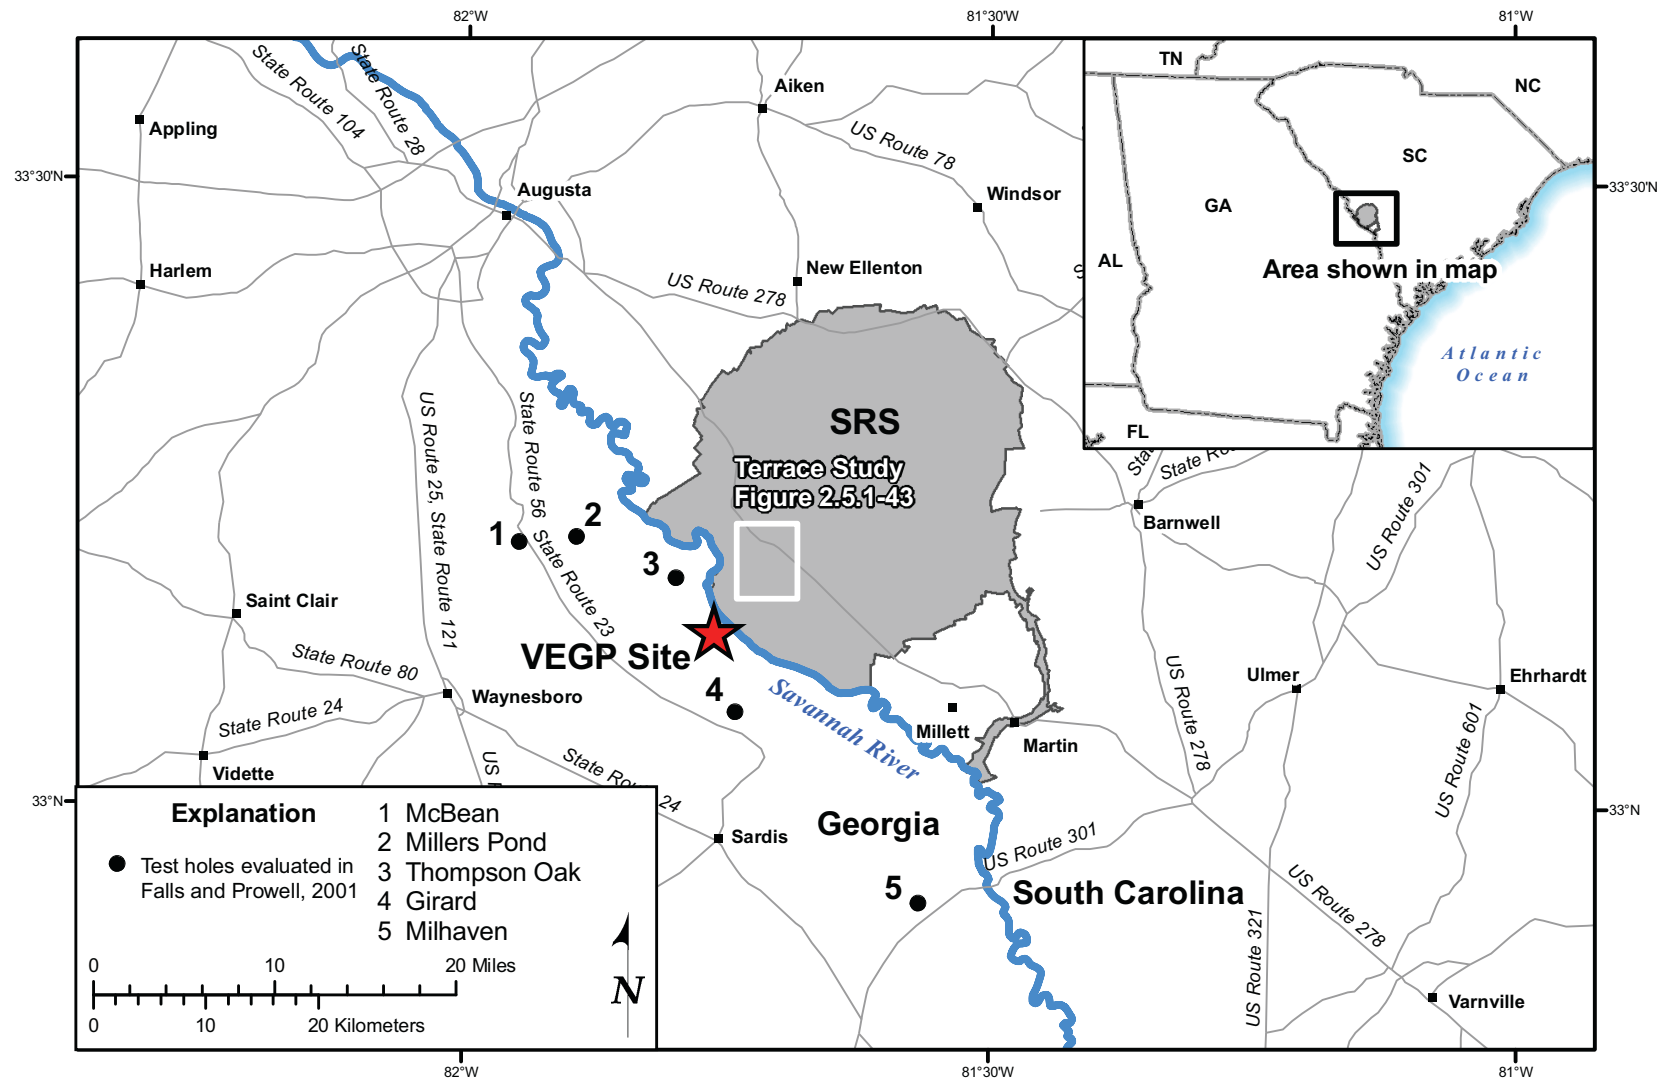 82°W
81°30'W
81°W
33°30'N
33°30'N
33°N
33°N
82°W
81°30'W
81°W
State Route 104
State Route 28
Aiken
Appling
US Route 78
Augusta
Windsor
Harlem
New Ellenton
US Route 278
TN
NC
SC
GA
AL
Area shown in map
Atlantic
Ocean
FL
SRS
Terrace Study
Figure 2.5.1-43
US Route 25, State Route 121
State Route 56
State Route 23
1
2
3
State
Barnwell
US Route 301
Saint Clair
VEGP Site
State Route 80
4
Waynesboro
State Route 24
Vidette
Savannah River
Millett
Martin
US Route 278
Ulmer
Ehrhardt
US Route 601
24
Sardis
Georgia
US Route 301
5
South Carolina
US Route 321
US Route 278
Varnville
Explanation
Test holes evaluated in
Falls and Prowell, 2001
1 McBean
2 Millers Pond
3 Thompson Oak
4 Girard
5 Milhaven
0 10 20 Miles
0 10 20 Kilometers
N